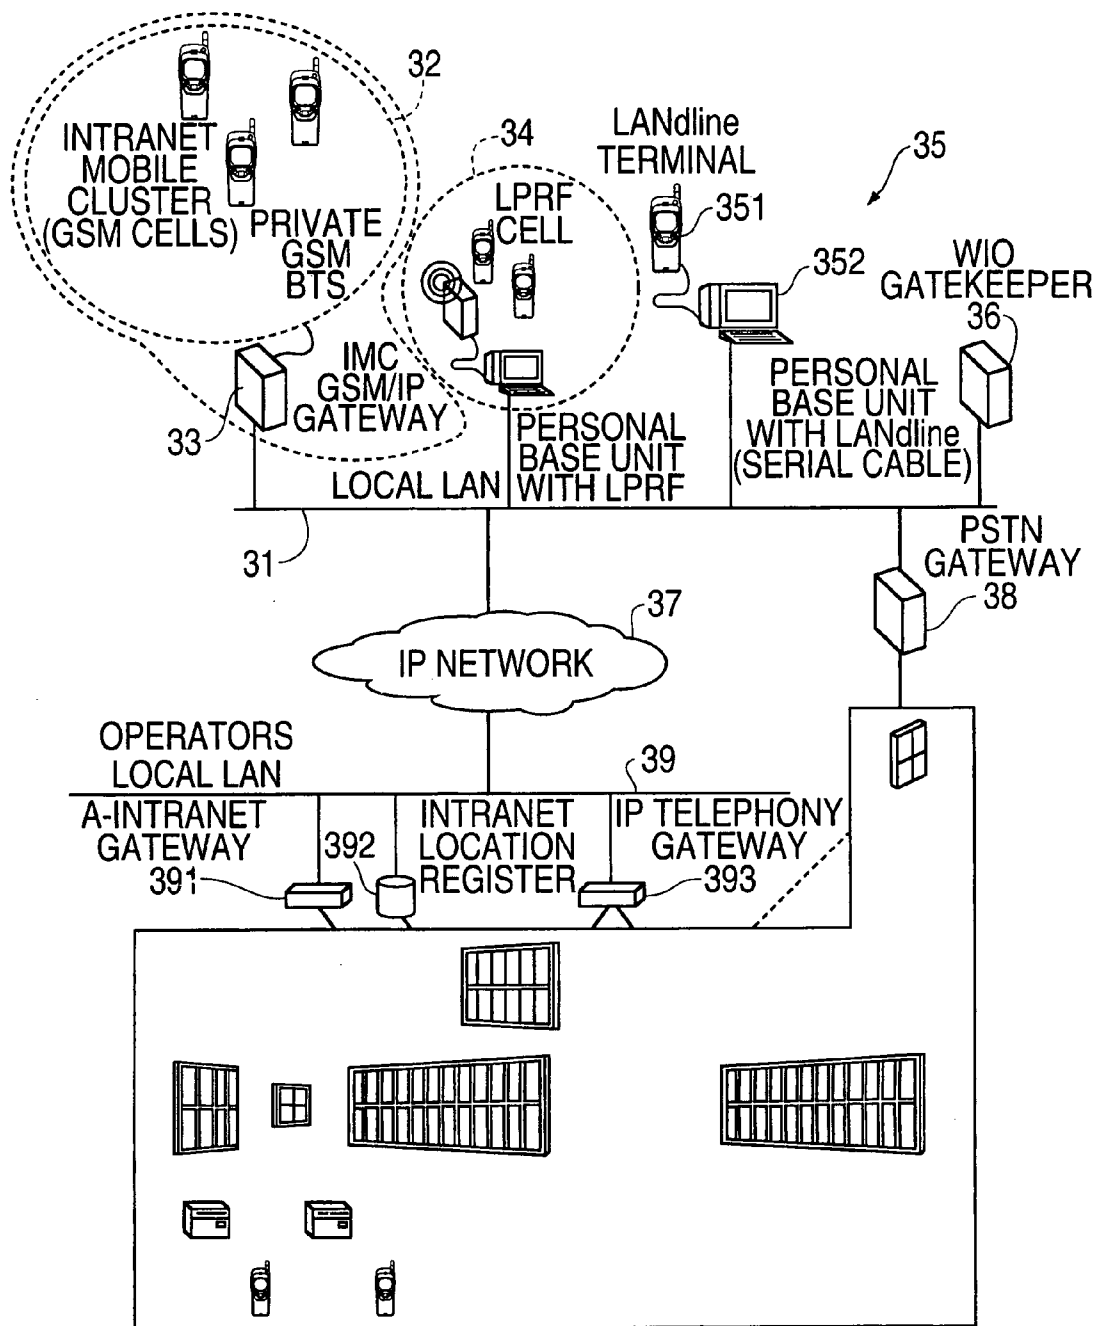 32
INTRANET
MOBILE
CLUSTER
(GSM CELLS)
PRIVATE
GSM
BTS
34
LPRF
CELL
LANdline
TERMINAL
351
35
352
WIO
GATEKEEPER
36
IMC
GSM/IP
GATEWAY
33
PERSONAL
BASE UNIT
WITH LPRF
PERSONAL
BASE UNIT
WITH LANdline
(SERIAL CABLE)
LOCAL LAN
31
PSTN
GATEWAY
38
37
IP NETWORK
OPERATORS
LOCAL LAN
39
A-INTRANET
GATEWAY
391
392
INTRANET
LOCATION
REGISTER
IP TELEPHONY
GATEWAY
393